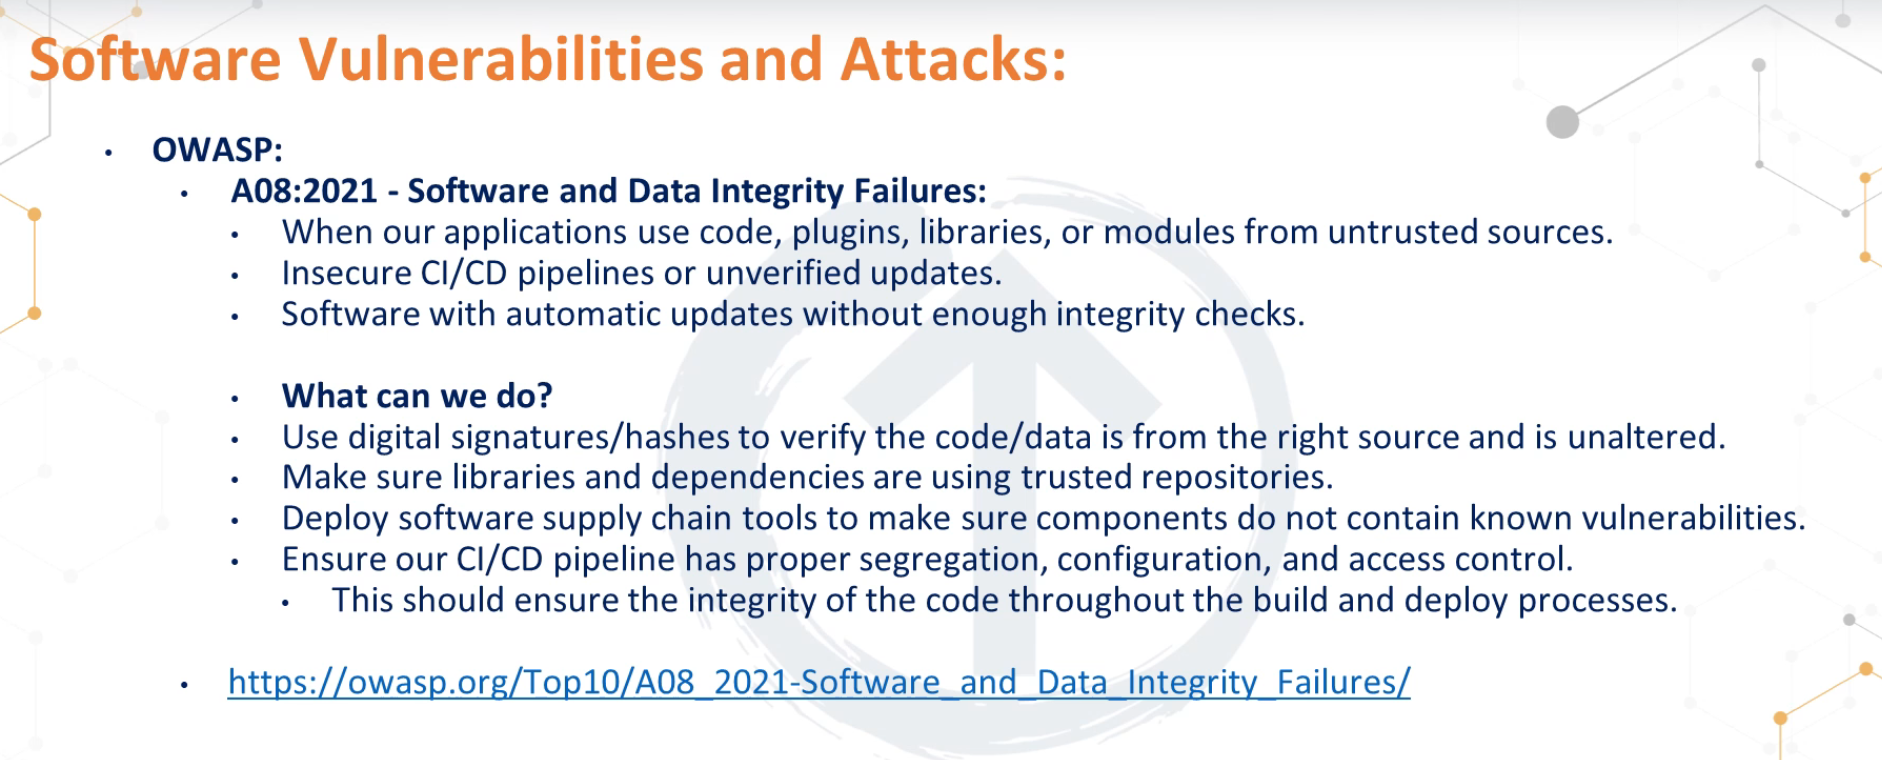 Software Vulnerabilities and Attacks:
• OWASP:
• A08:2021 - Software and Data Integrity Failures:
• When our applications use code, plugins, libraries, or modules from untrusted sources.
• Insecure CI/CD pipelines or unverified updates.
• Software with automatic updates without enough integrity checks.
• What can we do?
• Use digital signatures/hashes to verify the code/data is from the right source and is unaltered.
• Make sure libraries and dependencies are using trusted repositories.
• Deploy software supply chain tools to make sure components do not contain known vulnerabilities.
• Ensure our CI/CD pipeline has proper segregation, configuration, and access control.
• This should ensure the integrity of the code throughout the build and deploy processes.
• https://owasp.org/Top10/A08_2021-Software_and_Data_Integrity_Failures/